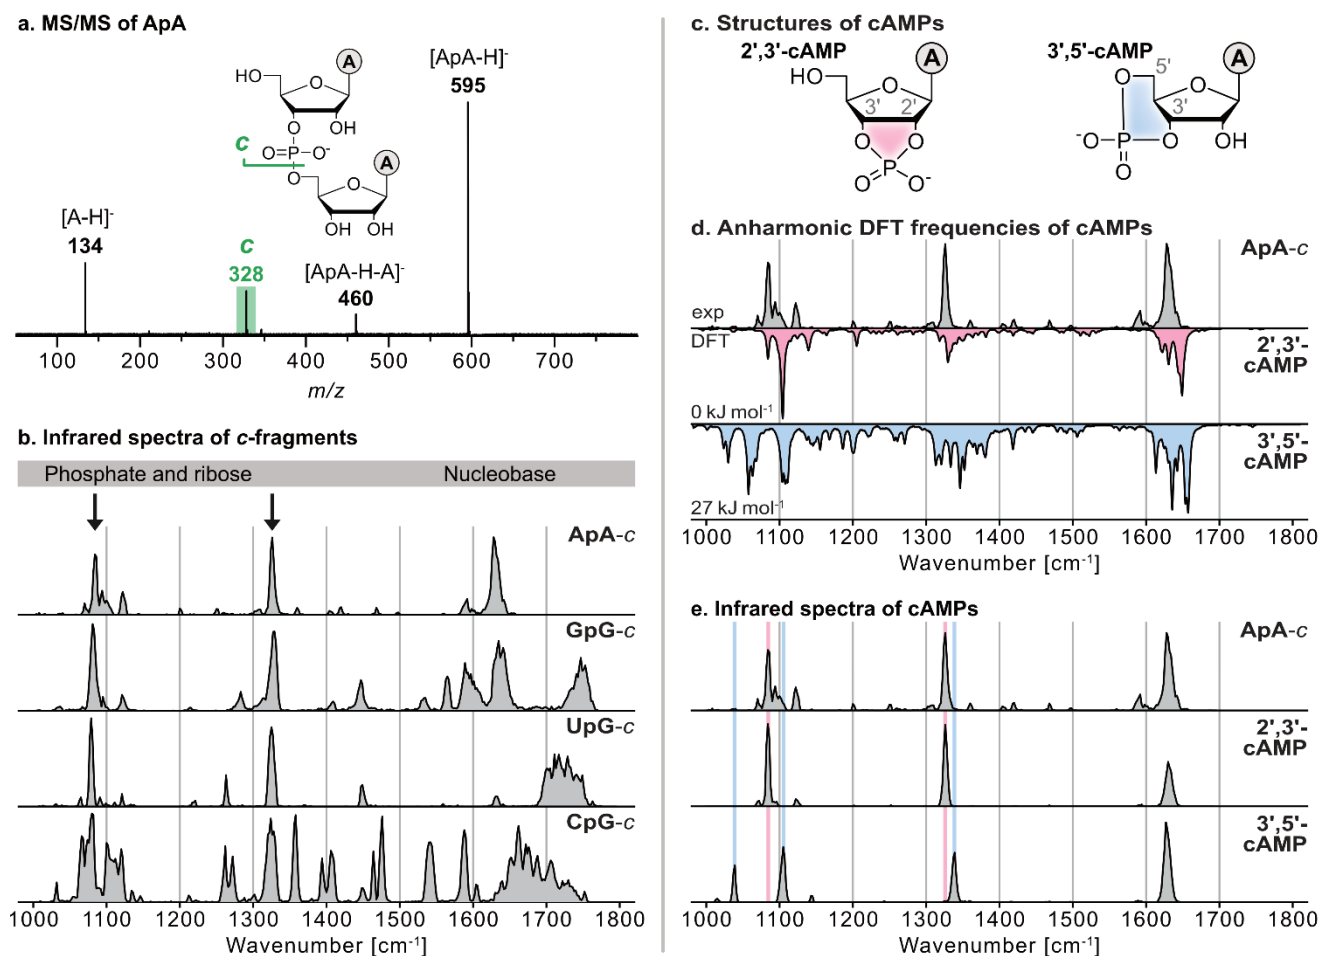 a. MS/MS of ApA
[ApA-H]-
595
A
HO
O
O
OH
c
O=P-O-
O
A
O
OH OH
[A-H]-
134
c
328
[ApA-H-A]-
460
100 200 300 400 500 600 700
m/z
b. Infrared spectra of c-fragments
Phosphate and ribose Nucleobase
ApA-c
GpG-c
UpG-c
CpG-c
1000 1100 1200 1300 1400 1500 1600 1700
Wavenumber [cm-1]
c. Structures of cAMPs
2',3'-cAMP
HO
A
O
3' 2'
O O
P
O O-
3',5'-cAMP
A
O 5'
O
3'
-O P O OH
O
d. Anharmonic DFT frequencies of cAMPs
ApA-c
exp
DFT
2',3'-
cAMP
0 kJ mol-1
3',5'-
cAMP
27 kJ mol-1
1000 1100 1200 1300 1400 1500 1600 1700 1800
Wavenumber [cm-1]
e. Infrared spectra of cAMPs
ApA-c
2',3'-
cAMP
3',5'-
cAMP
1000 1100 1200 1300 1400 1500 1600 1700 1800
Wavenumber [cm-1]